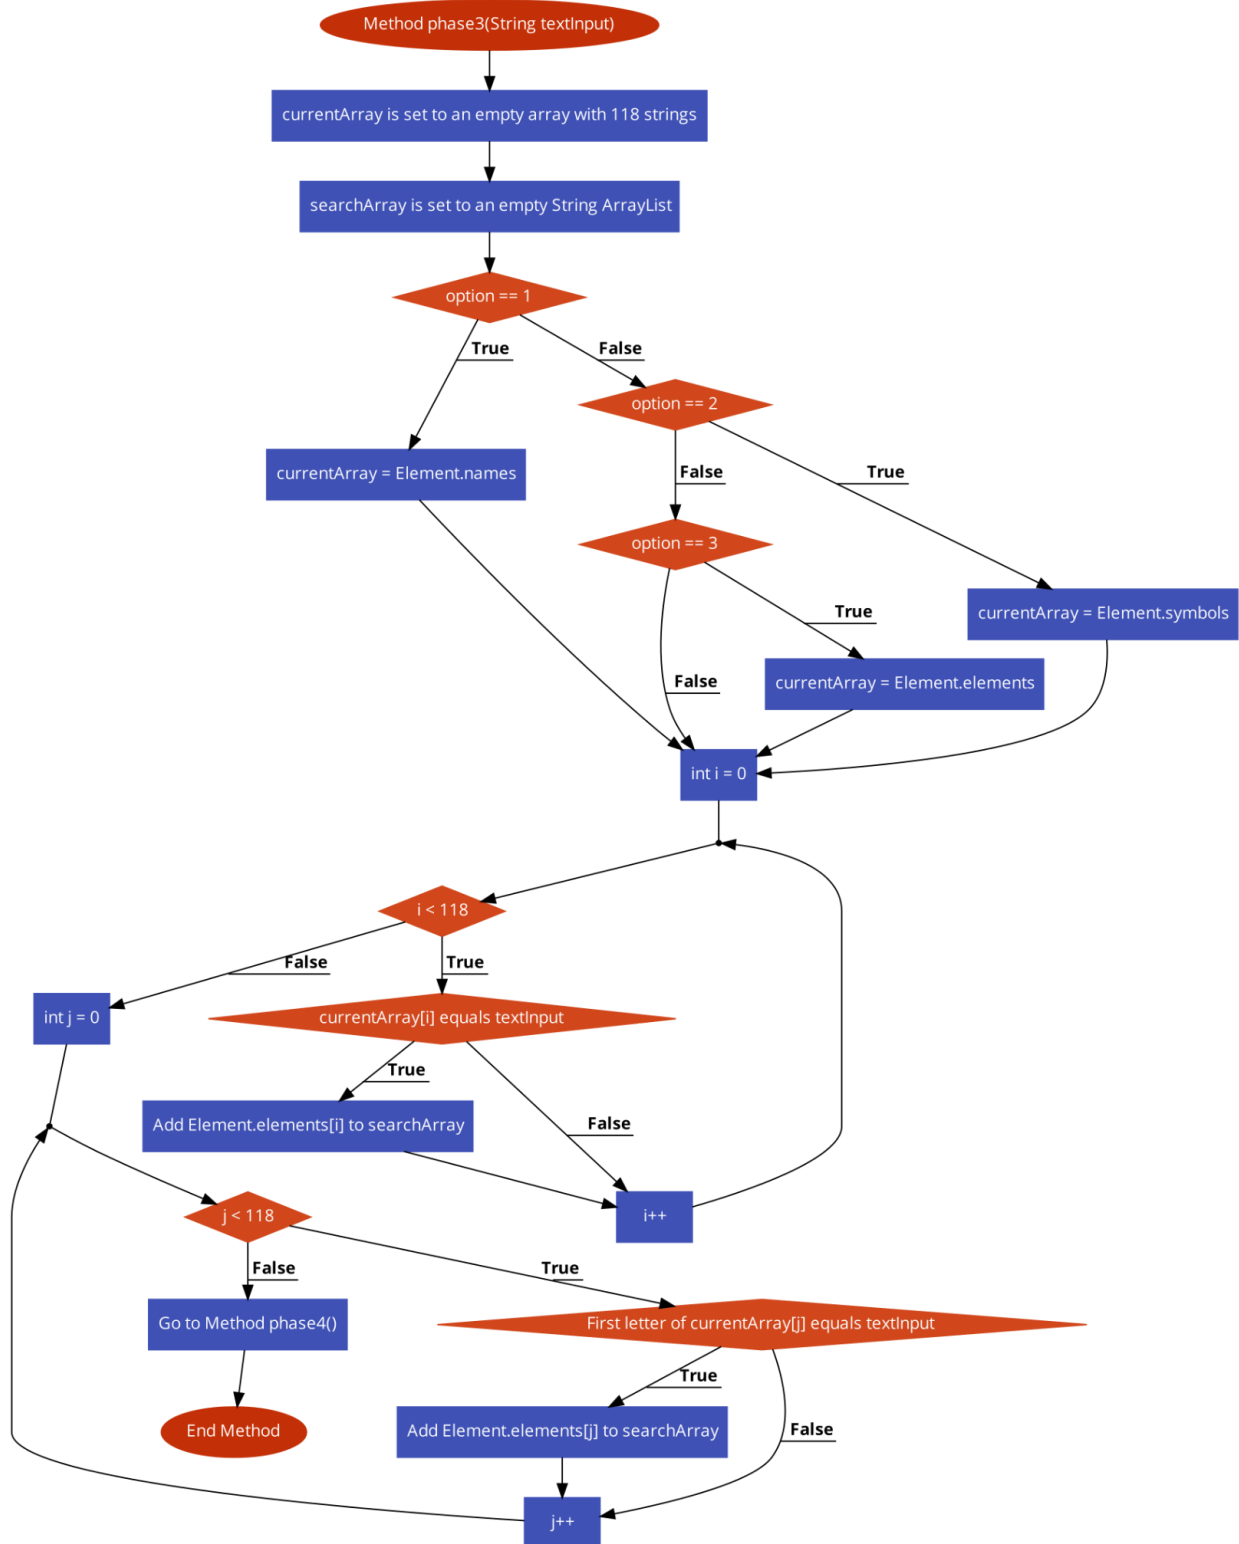 Method phase3(String textInput)
currentArray is set to an empty array with 118 strings
searchArray is set to an empty String ArrayList
option == 1
True
False
option == 2
currentArray = Element.names
False
True
option == 3
True
currentArray = Element.symbols
False
currentArray = Element.elements
int i = 0
i < 118
False
True
int j = 0
currentArray[i] equals textInput
True
False
Add Element.elements[i] to searchArray
i++
j < 118
False
True
Go to Method phase4()
First letter of currentArray[j] equals textInput
True
False
End Method
Add Element.elements[j] to searchArray
j++